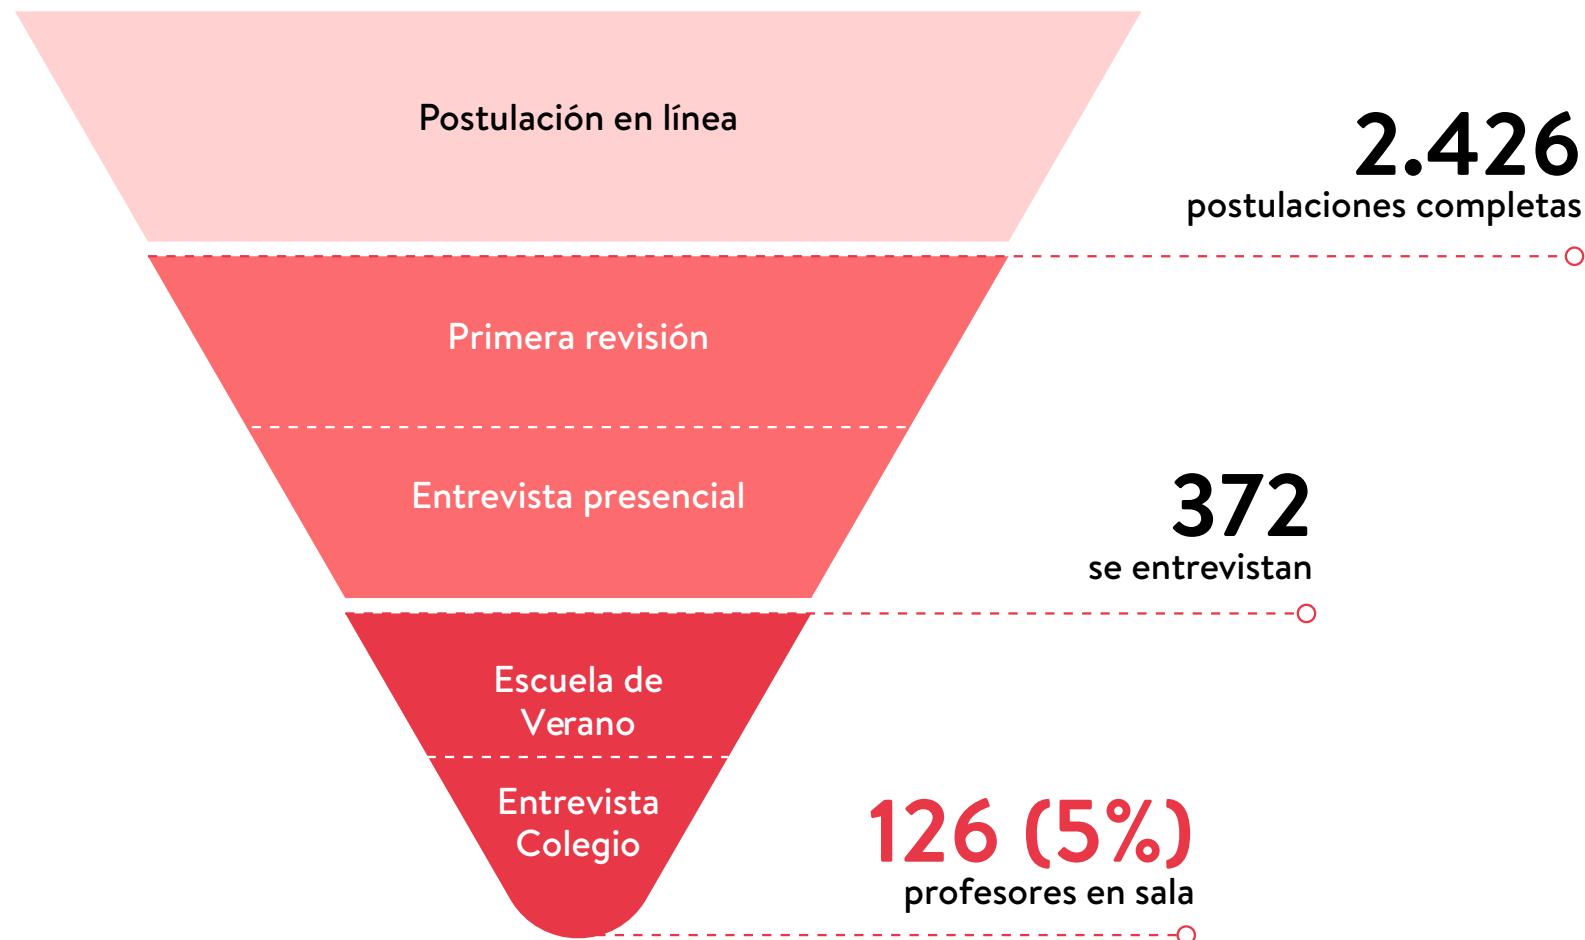 Postulación en línea
2.426
postulaciones completas
Primera revisión
Entrevista presencial
372
se entrevistan
Escuela de
Verano
Entrevista
Colegio
126 (5%)
profesores en sala